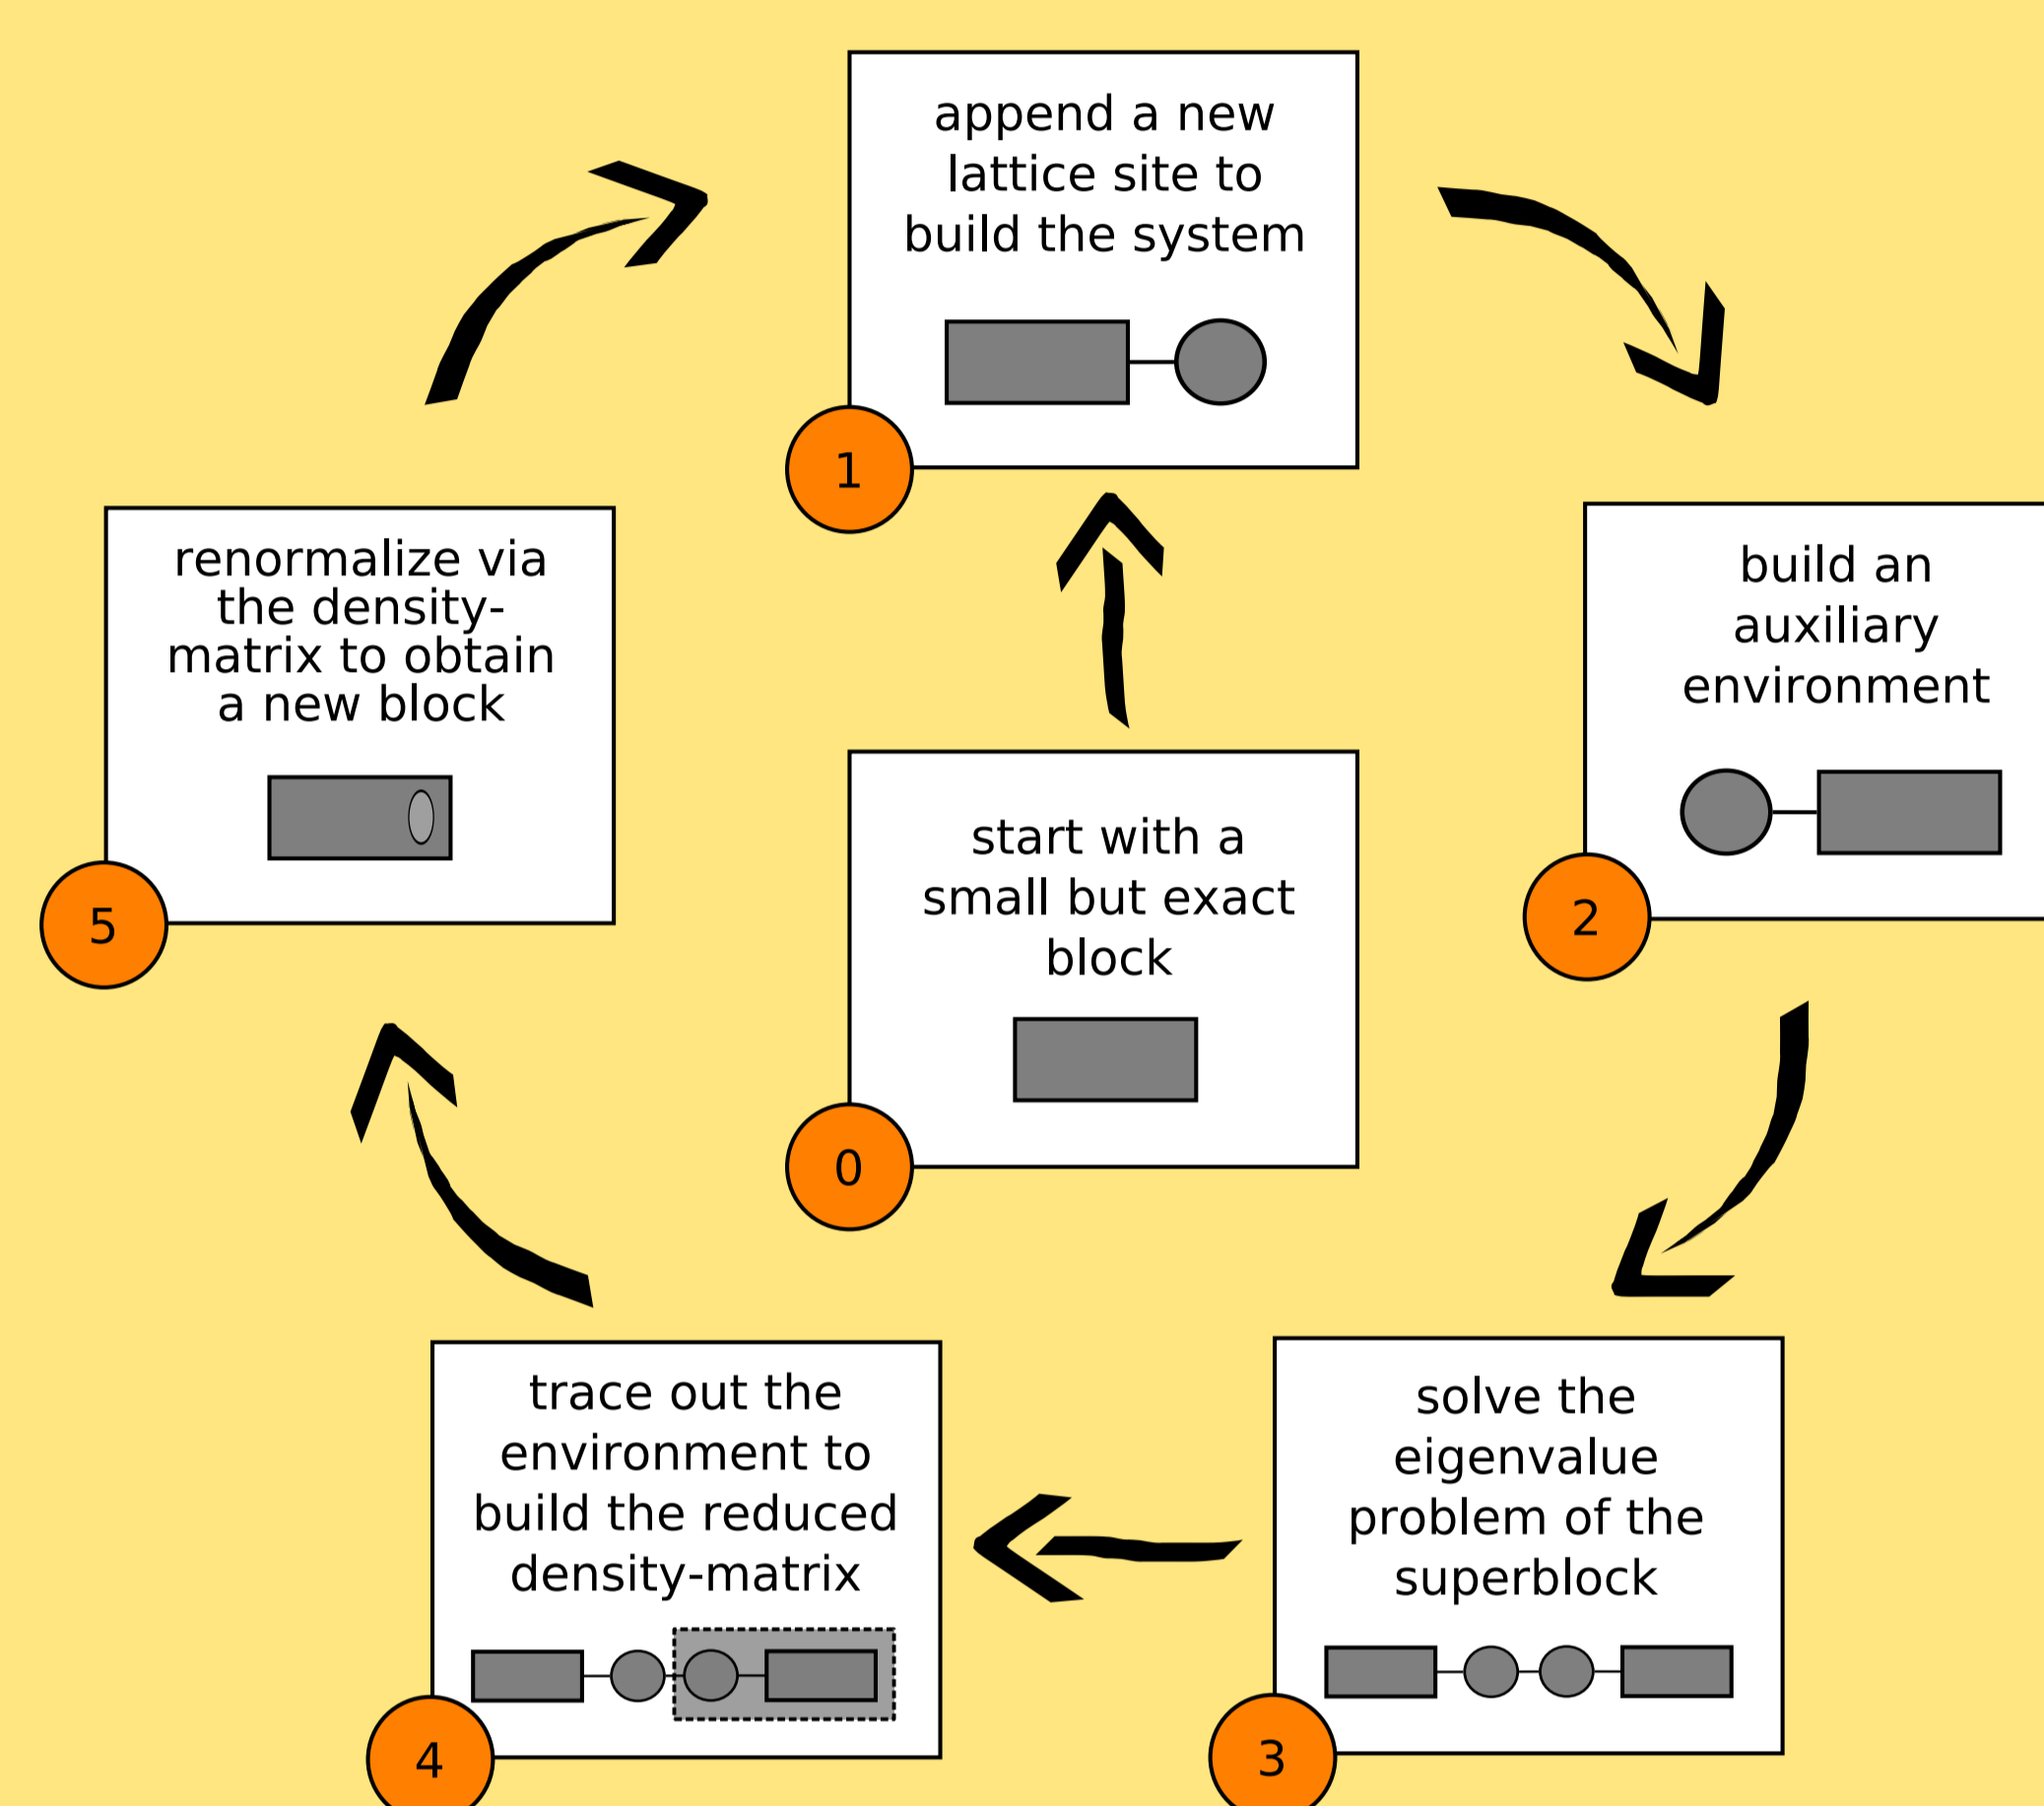 append a new
lattice site to
build the system
1
renormalize via
the density-
matrix to obtain
a new block
5
build an
auxiliary
environment
2
start with a
small but exact
block
0
trace out the
environment to
build the reduced
density-matrix
4
solve the
eigenvalue
problem of the
superblock
3